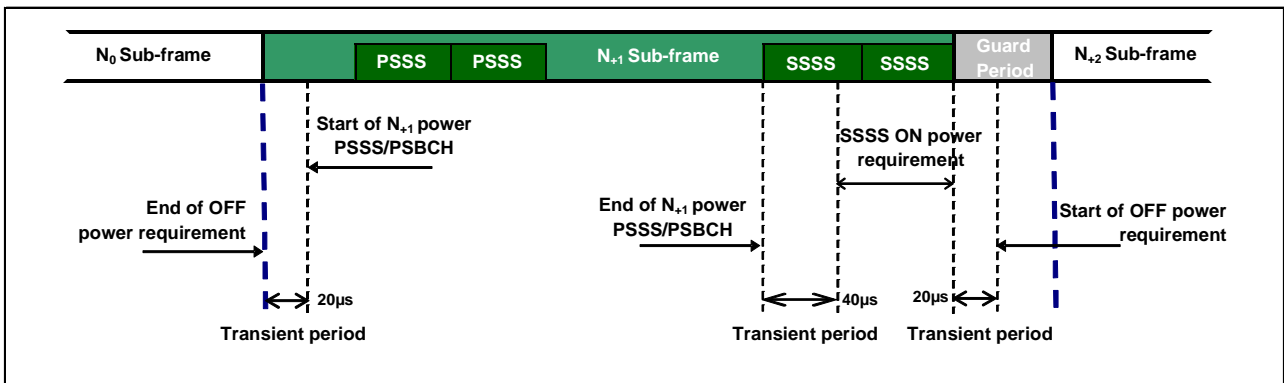 N₀ Sub-frame
PSSS
PSSS
N₊₁ Sub-frame
SSSS
SSSS
Guard
Period
N₊₂ Sub-frame
Start of N₊₁ power
PSSS/PSBCH
SSSS ON power
requirement
End of OFF
power requirement
End of N₊₁ power
PSSS/PSBCH
Start of OFF power
requirement
20µs
40µs
20µs
Transient period
Transient period
Transient period